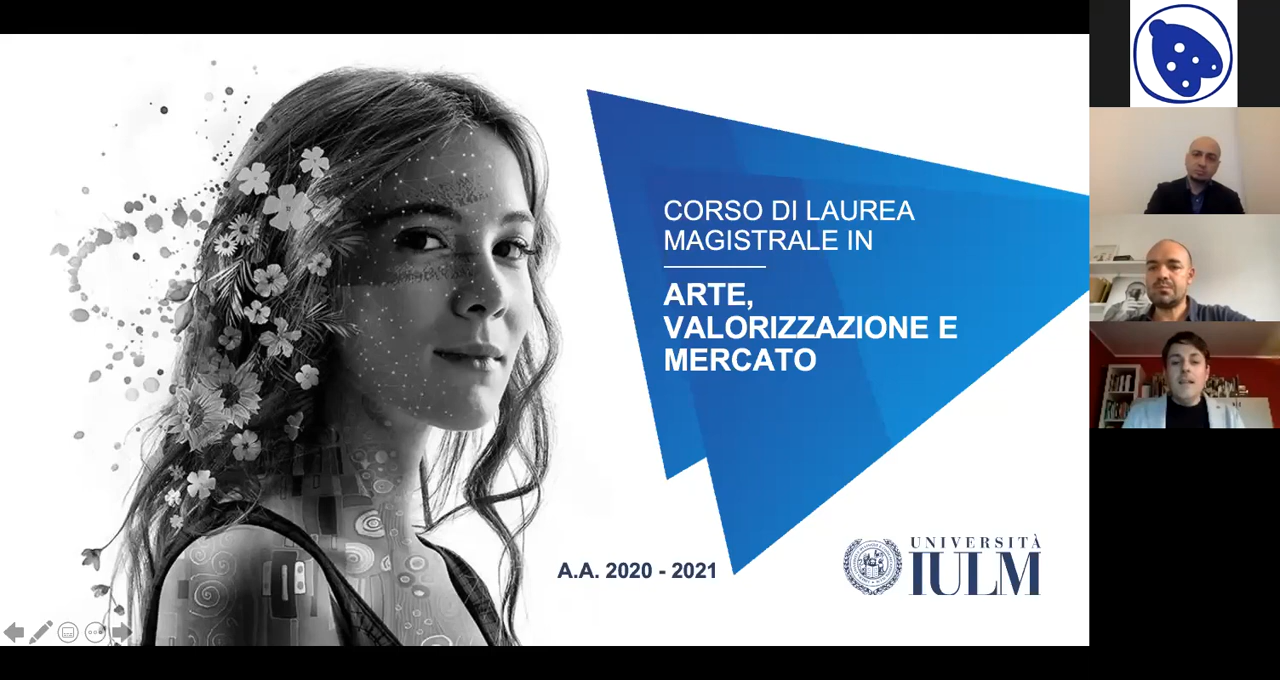 CORSO DI LAUREA
MAGISTRALE IN
ARTE,
VALORIZZAZIONE E
MERCATO
A.A. 2020 - 2021
UNIVERSITÀ
IULM